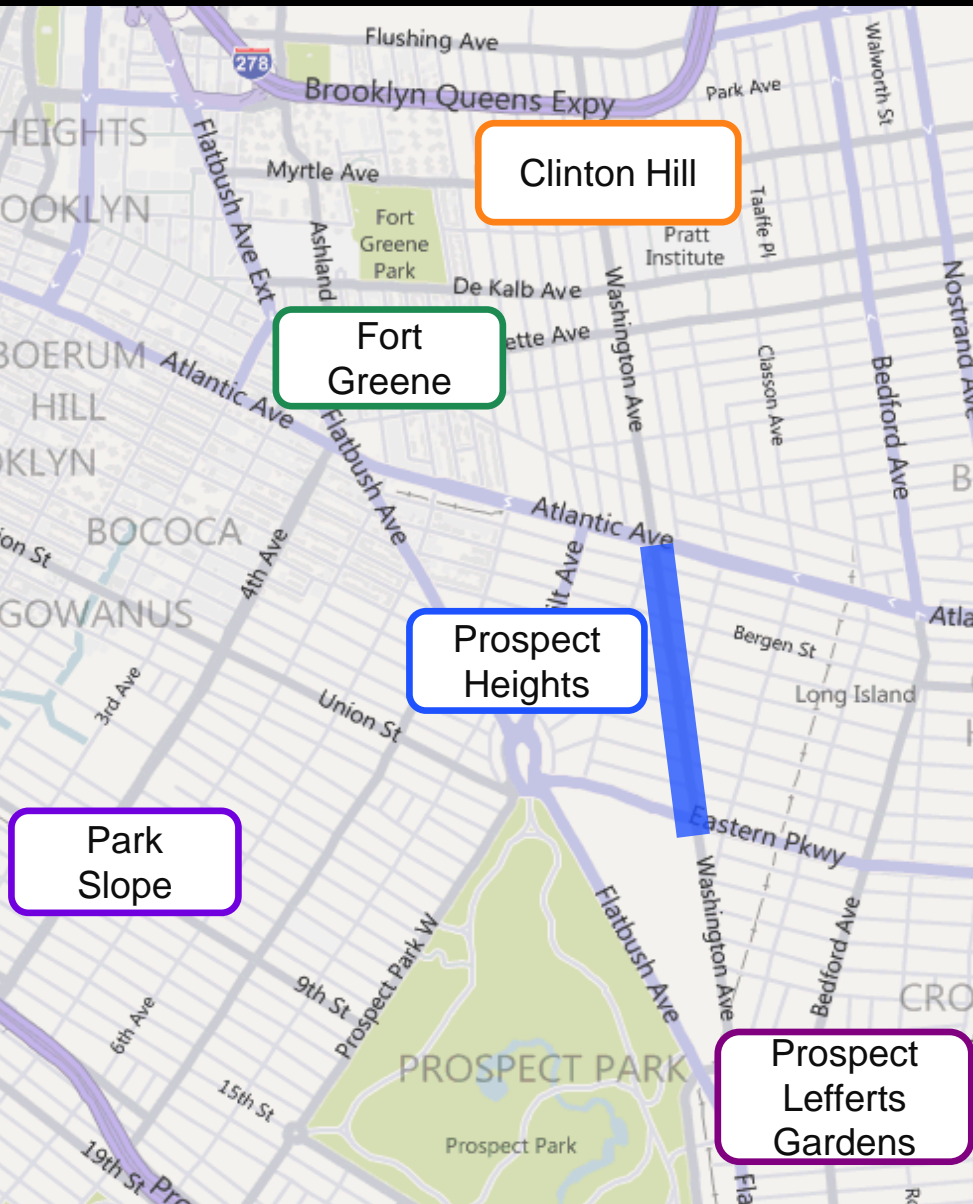 Flushing Ave
278
Brooklyn Queens Expy
Park Ave
Walworth St
HEIGHTS
Flatbush Ave Ext
Myrtle Ave
Clinton Hill
OOKLYN
Ashland
Fort
Greene
Park
Taaffe Pl
Pratt
Institute
De Kalb Ave
Washington Ave
Nostrand Ave
Fort
Greene
ette Ave
BOERUM
HILL
Atlantic Ave
Classon Ave
Bedford Ave
OKLYN
Flatbush Ave
B
BOCOCA
Atlantic Ave
on St
4th Ave
ilt Ave
GOWANUS
Prospect
Heights
Bergen St
Atla
3rd Ave
Union St
Long Island
H
Park
Slope
Eastern Pkwy
Washington Ave
Flatbush Ave
Bedford Ave
Prospect Park W
9th St
6th Ave
CRO
PROSPECT PARK
Prospect
Lefferts
Gardens
15th St
Prospect Park
19th St
Pro
Fla